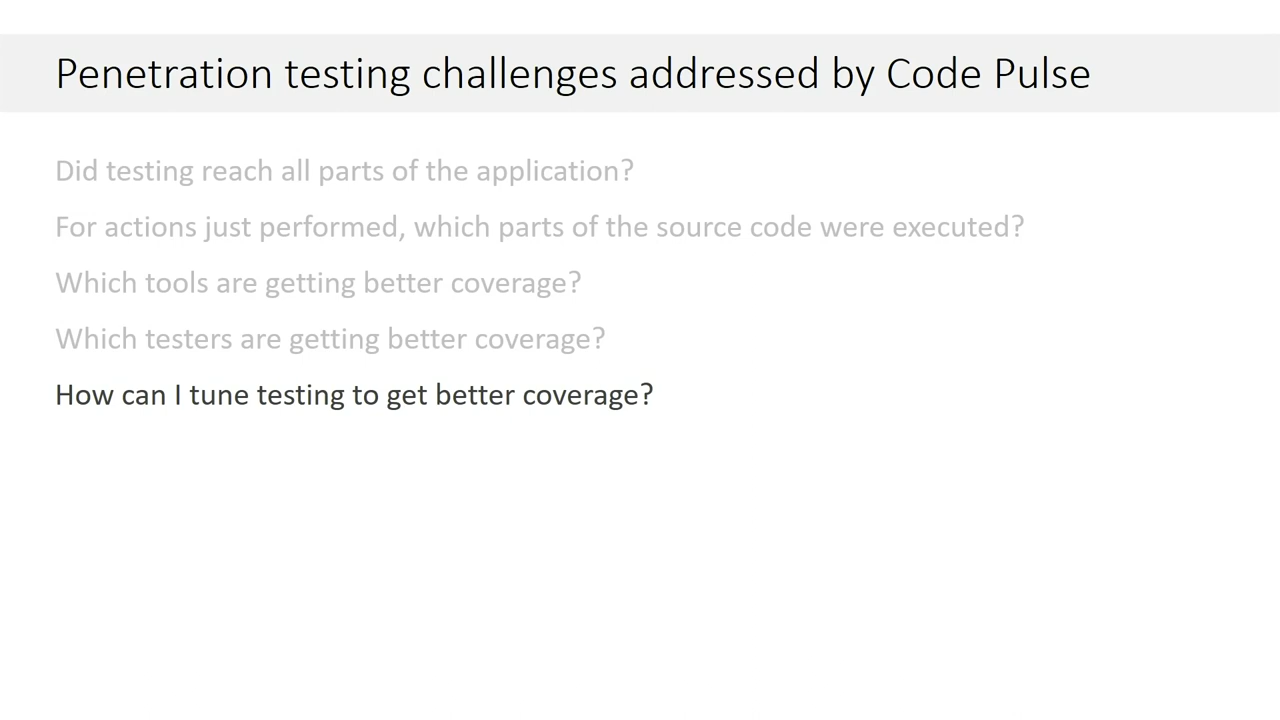 Penetration testing challenges addressed by Code Pulse
Did testing reach all parts of the application?
For actions just performed, which parts of the source code were executed?
Which tools are getting better coverage?
Which testers are getting better coverage?
How can I tune testing to get better coverage?